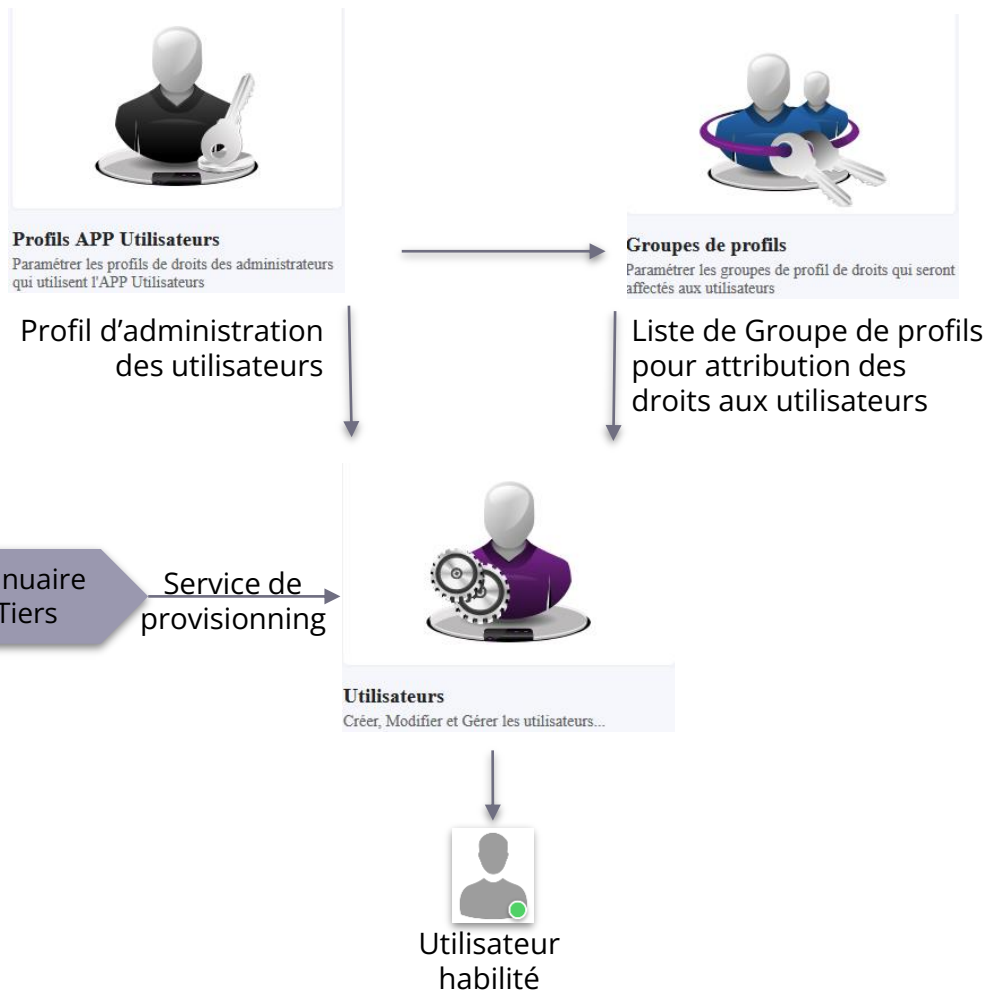 Profils APP Utilisateurs
Paramétrer les profils de droits des administrateurs
qui utilisent l'APP Utilisateurs
Groupes de profils
Paramétrer les groupes de profil de droits qui seront
affectés aux utilisateurs
Profil d’administration
des utilisateurs
Liste de Groupe de profils
pour attribution des
droits aux utilisateurs
nuaire
Tiers
Service de
provisionning
Utilisateurs
Créer, Modifier et Gérer les utilisateurs...
Utilisateur
habilité